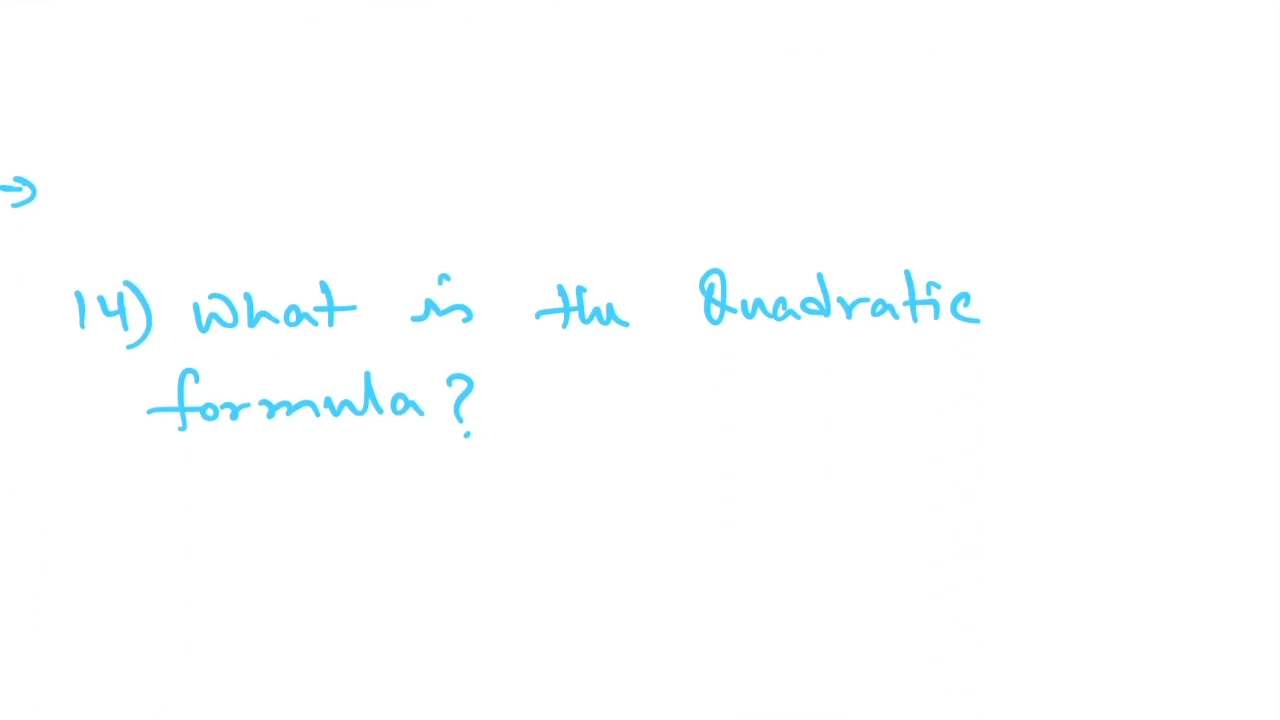 →
14) What is the Quadratic
formula?